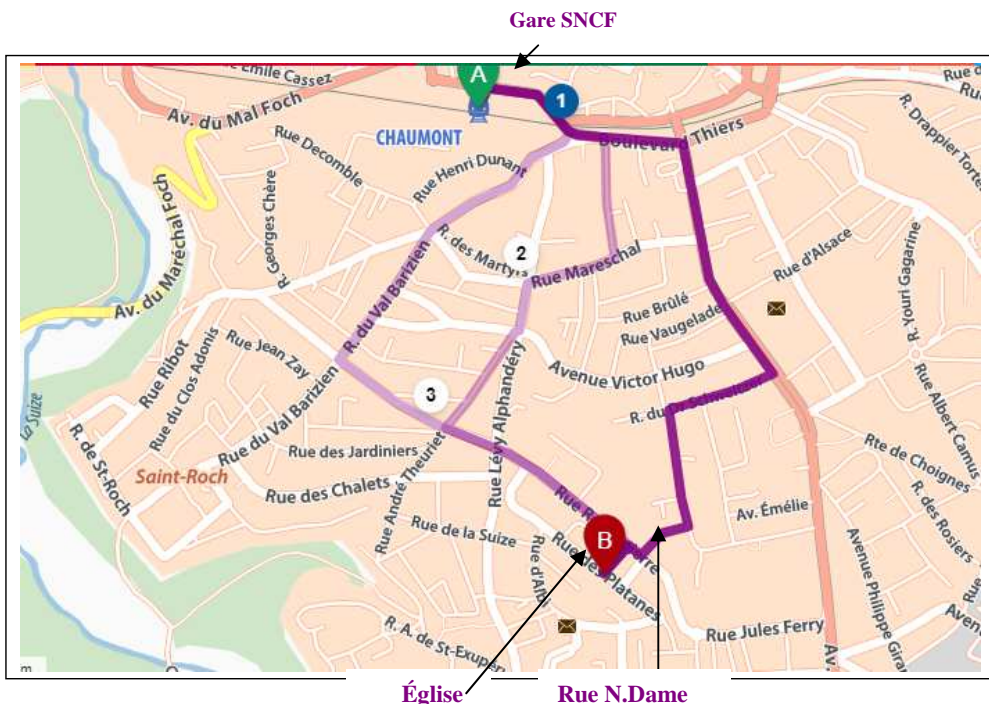 Gare SNCF
Emile Cassez
A
1
Av. du Mal Foch
CHAUMONT
Boulevard Thiers
R. Drappier
Rue Decomble
Rue Henri Dunant
R. Georges Chère
Av. du Maréchal Foch
R. des Martyrs
2
Rue Mareschal
Rue d'Alsace
R. Youri Gagarine
R. du Val Barizien
Rue Brûlé
Rue Vaugelade
Rue Ribot
Rue du Clos Adonis
Rue Jean Zay
Avenue Victor Hugo
La Suize
3
R. du Dr Schweitzer
Rue Albert Camus
R. de St-Roch
Rue du Val Barizien
Rue des Jardiniers
Rue Lévy Alphandéry
Saint-Roch
Rue des Chalets
Rue André Theuriet
Rte de Choignes
R. des Rosiers
Av. Émélie
Rue de la Suize
B
Rue des Platanes
Avenue Philippe
R. A. de St-Exupery
Rue Jules Ferry
Av.
Église
Rue N.Dame